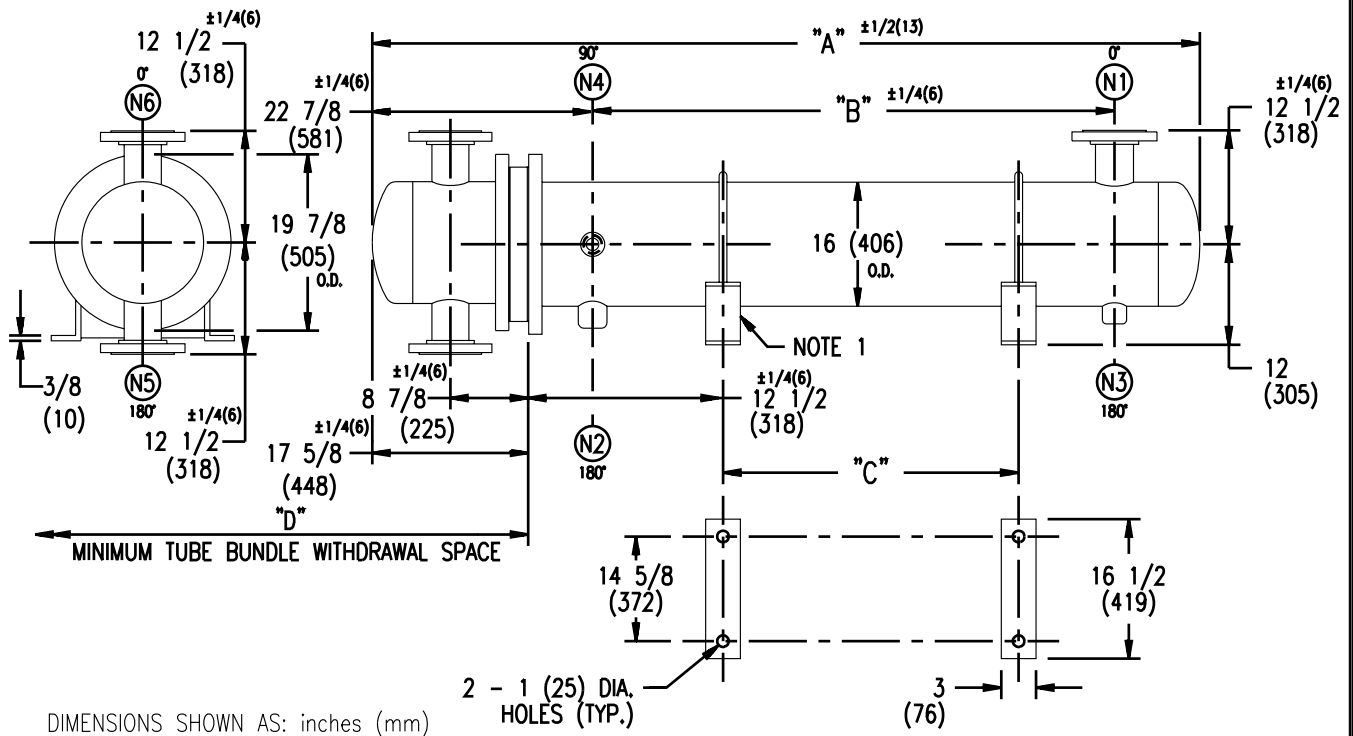 ±1/4(6)
12 1/2
(318)
0°
N6
±1/4(6)
22 7/8
(581)
90°
N4
"A" ±1/2(13)
"B" ±1/4(6)
0°
N1
±1/4(6)
12 1/2
(318)
19 7/8
(505)
O.D.
16 (406)
O.D.
NOTE 1
3/8
(10)
N5
180°
±1/4(6)
12 1/2
(318)
±1/4(6)
8 7/8
(225)
±1/4(6)
17 5/8
(448)
N2
180°
±1/4(6)
12 1/2
(318)
N3
180°
12
(305)
"C"
"D"
MINIMUM TUBE BUNDLE WITHDRAWAL SPACE
14 5/8
(372)
16 1/2
(419)
2 - 1 (25) DIA.
HOLES (TYP.)
3
(76)
DIMENSIONS SHOWN AS: inches (mm)